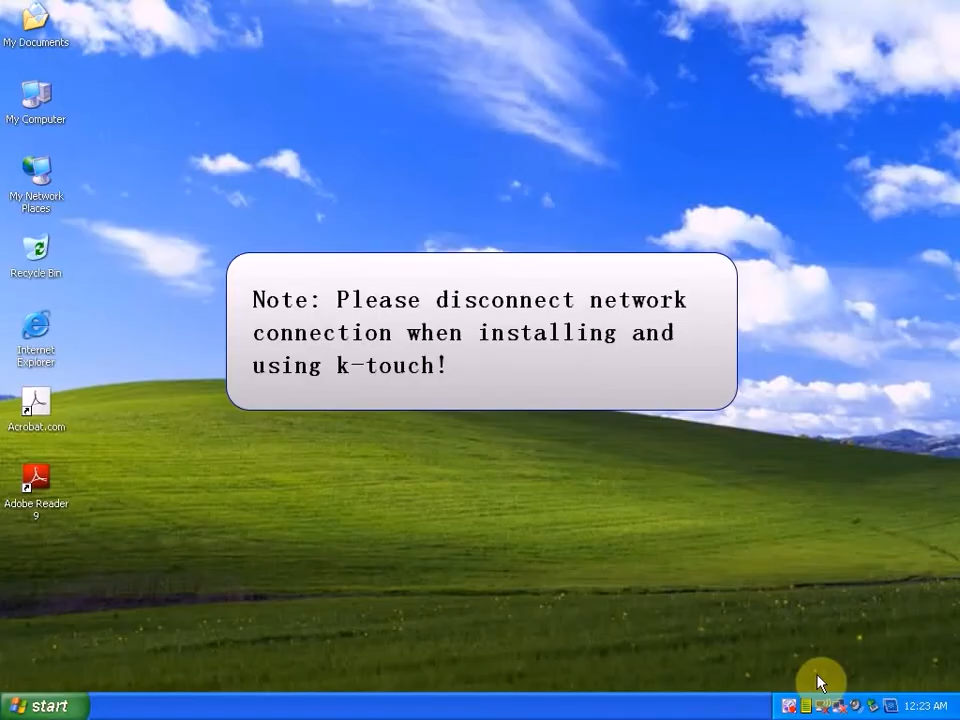 My Documents
My Computer
My Network
Places
Recycle Bin
Internet
Explorer
Acrobat.com
Adobe Reader
9
Note: Please disconnect network
connection when installing and
using k-touch!
start
12:23 AM